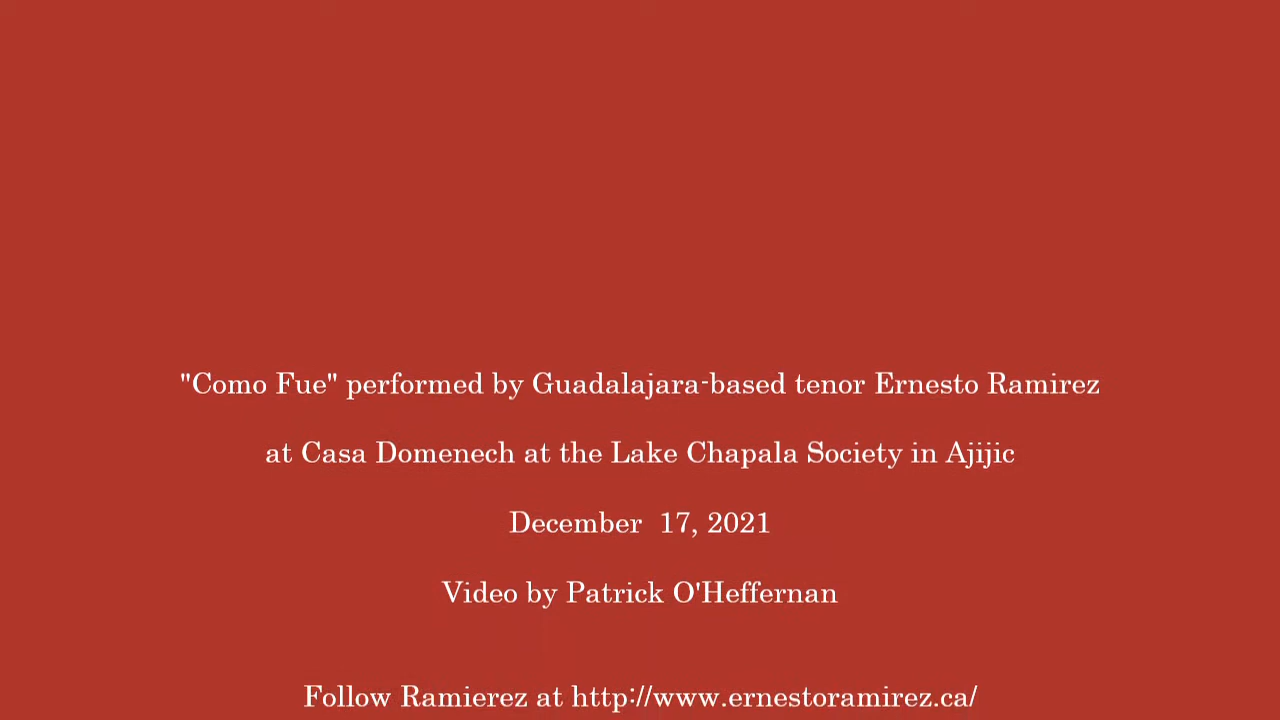 "Como Fue" performed by Guadalajara-based tenor Ernesto Ramirez
at Casa Domenech at the Lake Chapala Society in Ajijic
December  17, 2021
Video by Patrick O'Heffernan
Follow Ramierez at http://www.ernestoramirez.ca/